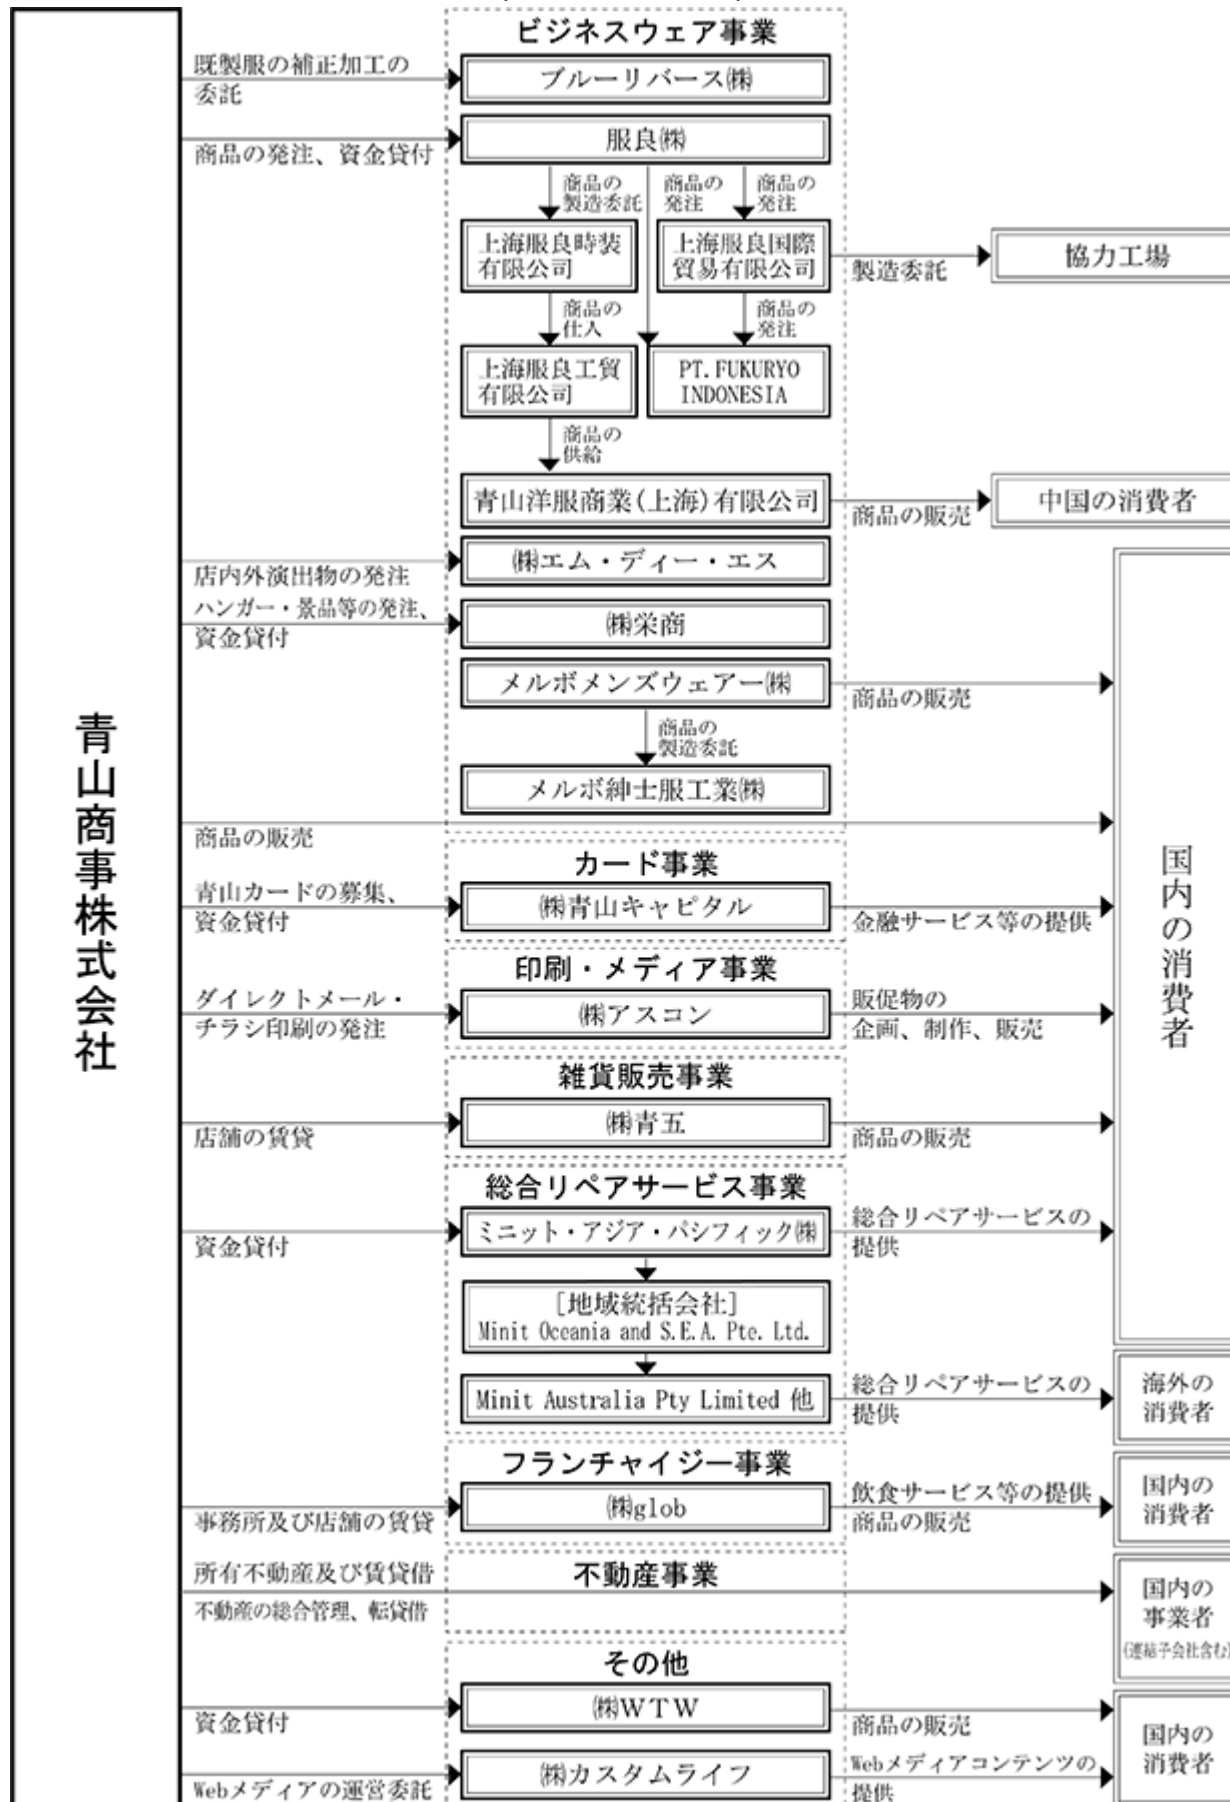 青山商事株式会社
ビジネスウェア事業
既製服の補正加工の
委託
ブルーリバース㈱
商品の発注、資金貸付
服良㈱
商品の
製造委託
商品の
発注
商品の
発注
上海服良時装
有限公司
上海服良国際
貿易有限公司
製造委託
協力工場
商品の
仕入
商品の
発注
上海服良工貿
有限公司
PT.FUKURYO
INDONESIA
商品の
供給
青山洋服商業(上海)有限公司
商品の販売
中国の消費者
店内外演出物の発注
㈱エム・ディー・エス
ハンガー・景品等の発注、
資金貸付
㈱栄商
メルボメンズウェアー㈱
商品の販売
商品の
製造委託
メルボ紳士服工業㈱
商品の販売
国内の消費者
カード事業
青山カードの募集、
資金貸付
㈱青山キャピタル
金融サービス等の提供
印刷・メディア事業
ダイレクトメール・
チラシ印刷の発注
㈱アスコン
販促物の
企画、制作、販売
雑貨販売事業
店舗の賃貸
㈱青五
商品の販売
総合リペアサービス事業
資金貸付
ミニット・アジア・パシフィック㈱
総合リペアサービスの
提供
[地域統括会社]
Minit Oceania and S.E.A. Pte. Ltd.
Minit Australia Pty Limited 他
総合リペアサービスの
提供
海外の
消費者
フランチャイジー事業
事務所及び店舗の賃貸
㈱glob
飲食サービス等の提供
商品の販売
国内の
消費者
不動産事業
所有不動産及び賃貸借
不動産の総合管理、転貸借
国内の
事業者
(連結子会社含む)
その他
資金貸付
㈱WTW
商品の販売
国内の
消費者
Webメディアの運営委託
㈱カスタムライフ
Webメディアコンテンツの
提供